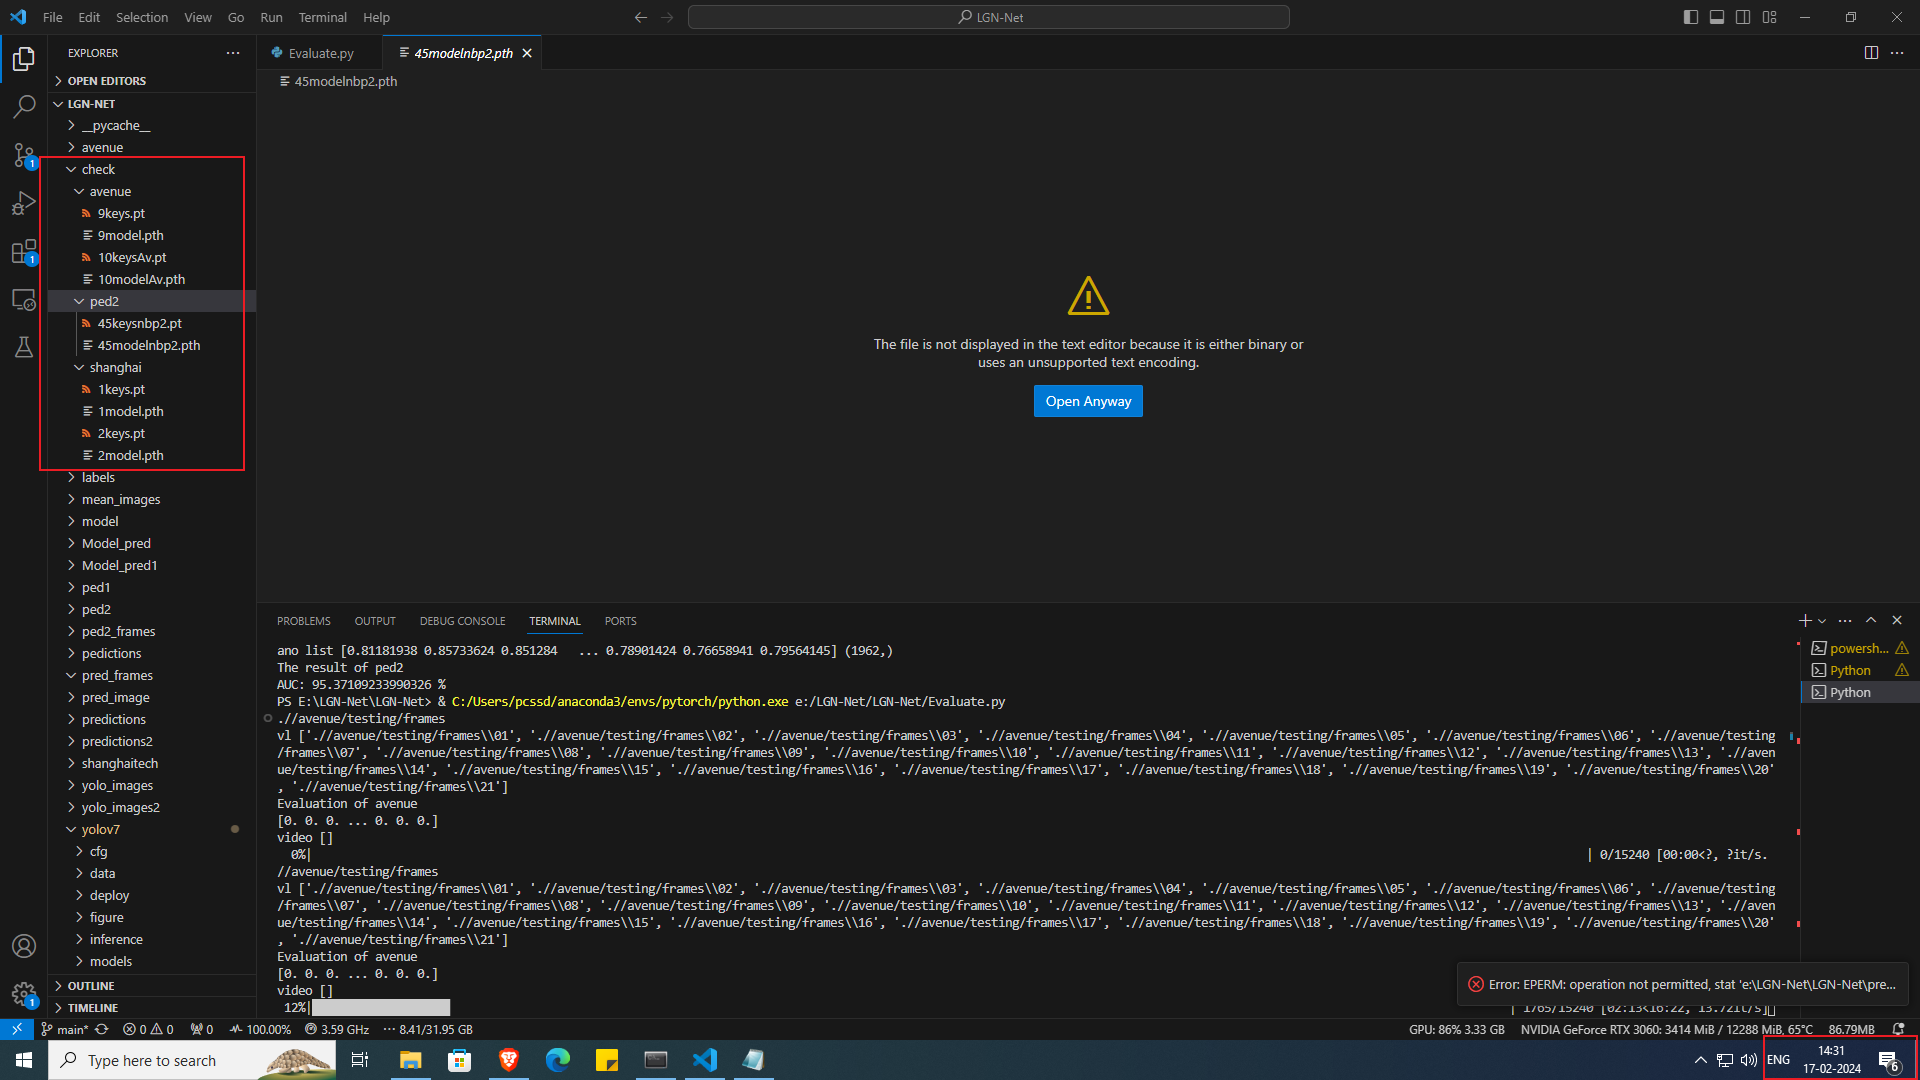 File Edit Selection View Go Run Terminal Help
LGN-Net
EXPLORER
OPEN EDITORS
LGN-NET
__pycache__
avenue
check
avenue
9keys.pt
9model.pth
10keysAv.pt
10modelAv.pth
ped2
45keysnbp2.pt
45modelnbp2.pth
shanghai
1keys.pt
1model.pth
2keys.pt
2model.pth
labels
mean_images
model
Model_pred
Model_pred1
ped1
ped2
ped2_frames
pedictions
pred_frames
pred_image
predictions
predictions2
shanghaitech
yolo_images
yolo_images2
yolov7
cfg
data
deploy
figure
inference
models
OUTLINE
TIMELINE
1
1
1
Evaluate.py
45modelnbp2.pth
45modelnbp2.pth
The file is not displayed in the text editor because it is either binary or
uses an unsupported text encoding.
Open Anyway
PROBLEMS OUTPUT DEBUG CONSOLE TERMINAL PORTS
ano list [0.81181938 0.85733624 0.851284   ... 0.78901424 0.76658941 0.79564145] (1962,)
The result of ped2
AUC: 95.37109233990326 %
PS E:\LGN-Net\LGN-Net> & C:/Users/pcssd/anaconda3/envs/pytorch/python.exe e:/LGN-Net/LGN-Net/Evaluate.py
.//avenue/testing/frames
vl ['.//avenue/testing/frames\\01', './/avenue/testing/frames\\02', './/avenue/testing/frames\\03', './/avenue/testing/frames\\04', './/avenue/testing/frames\\05', './/avenue/testing/frames\\06', './/avenue/testing
/frames\\07', './/avenue/testing/frames\\08', './/avenue/testing/frames\\09', './/avenue/testing/frames\\10', './/avenue/testing/frames\\11', './/avenue/testing/frames\\12', './/avenue/testing/frames\\13', './/aven
ue/testing/frames\\14', './/avenue/testing/frames\\15', './/avenue/testing/frames\\16', './/avenue/testing/frames\\17', './/avenue/testing/frames\\18', './/avenue/testing/frames\\19', './/avenue/testing/frames\\20'
, './/avenue/testing/frames\\21']
Evaluation of avenue
[0. 0. 0. ... 0. 0. 0.]
video []
0%| | 0/15240 [00:00<?, ?it/s.
//avenue/testing/frames
vl ['.//avenue/testing/frames\\01', './/avenue/testing/frames\\02', './/avenue/testing/frames\\03', './/avenue/testing/frames\\04', './/avenue/testing/frames\\05', './/avenue/testing/frames\\06', './/avenue/testing
/frames\\07', './/avenue/testing/frames\\08', './/avenue/testing/frames\\09', './/avenue/testing/frames\\10', './/avenue/testing/frames\\11', './/avenue/testing/frames\\12', './/avenue/testing/frames\\13', './/aven
ue/testing/frames\\14', './/avenue/testing/frames\\15', './/avenue/testing/frames\\16', './/avenue/testing/frames\\17', './/avenue/testing/frames\\18', './/avenue/testing/frames\\19', './/avenue/testing/frames\\20'
, './/avenue/testing/frames\\21']
Evaluation of avenue
[0. 0. 0. ... 0. 0. 0.]
video []
12%| | 1765/15240 [02:13<16:22, 13.72it/s]
powersh...
Python
Python
Error: EPERM: operation not permitted, stat 'e:\LGN-Net\LGN-Net\pre...
main* 0 0 0 100.00% 3.59 GHz 8.41/31.95 GB GPU: 86% 3.33 GB NVIDIA GeForce RTX 3060: 3414 MiB / 12288 MiB, 65°C 86.79MB
Type here to search
ENG
14:31
17-02-2024
6